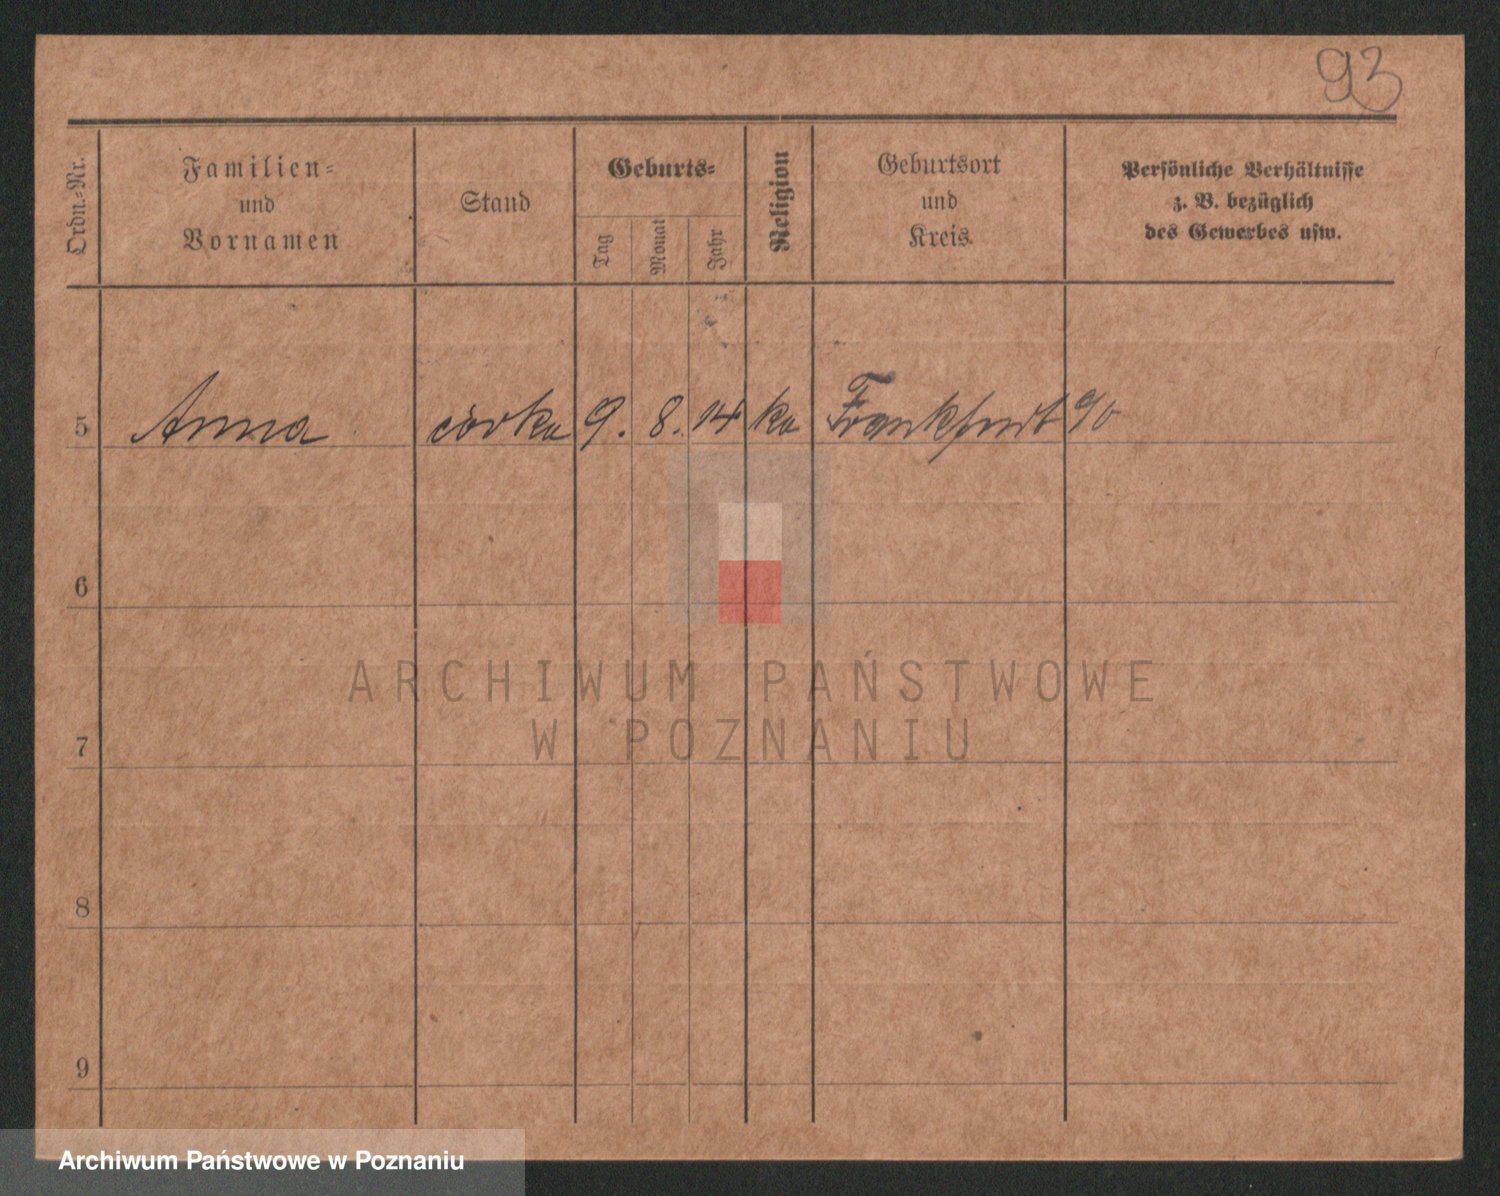 93
Ordn.-Nr.
Familien-
und
Vornamen
Stand
Geburts-
Tag
Monat
Jahr
Religion
Geburtsort
und
Kreis
Persönliche Verhältnisse
z. B. bezüglich
des Gewerbes usw.
5 Anna córka 9. 8. 14 ka Frankfurt %
6
7
8
9
ARCHIWUM PAŃSTWOWE
W POZNANIU
Archiwum Państwowe w Poznaniu